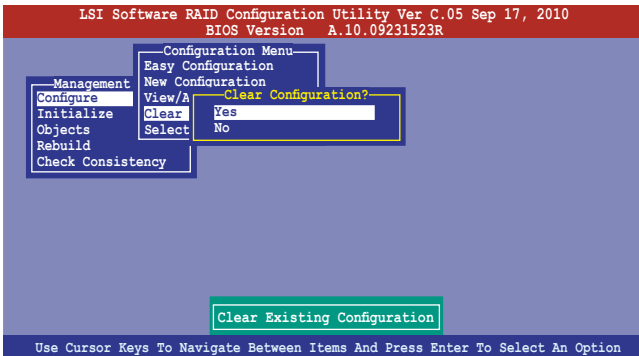 LSI Software RAID Configuration Utility Ver C.05 Sep 17, 2010
BIOS Version A.10.09231523R
Configuration Menu
Easy Configuration
New Configuration
View/A
Clear
Select
Management
Configure
Initialize
Objects
Rebuild
Check Consistency
Clear Configuration?
Yes
No
Clear Existing Configuration
Use Cursor Keys To Navigate Between Items And Press Enter To Select An Option